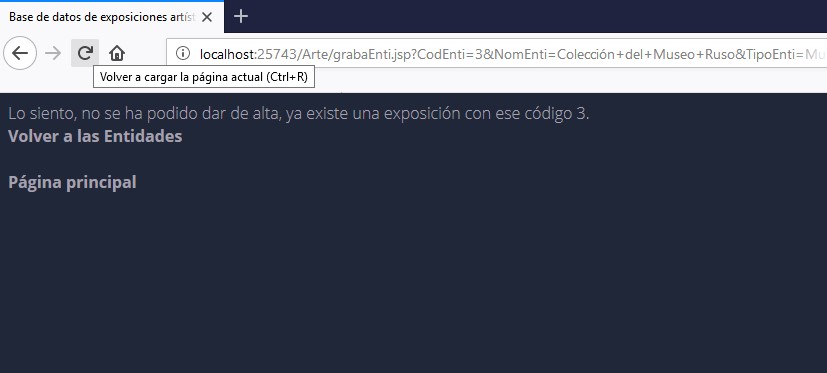 Base de datos de exposiciones artíst
localhost:25743/Arte/grabaEnti.jsp?CodEnti=3&NomEnti=Colección+del+Museo+Ruso&TipoEnti=Mu
Volver a cargar la página actual (Ctrl+R)
Lo siento, no se ha podido dar de alta, ya existe una exposición con ese código 3.
Volver a las Entidades
Página principal